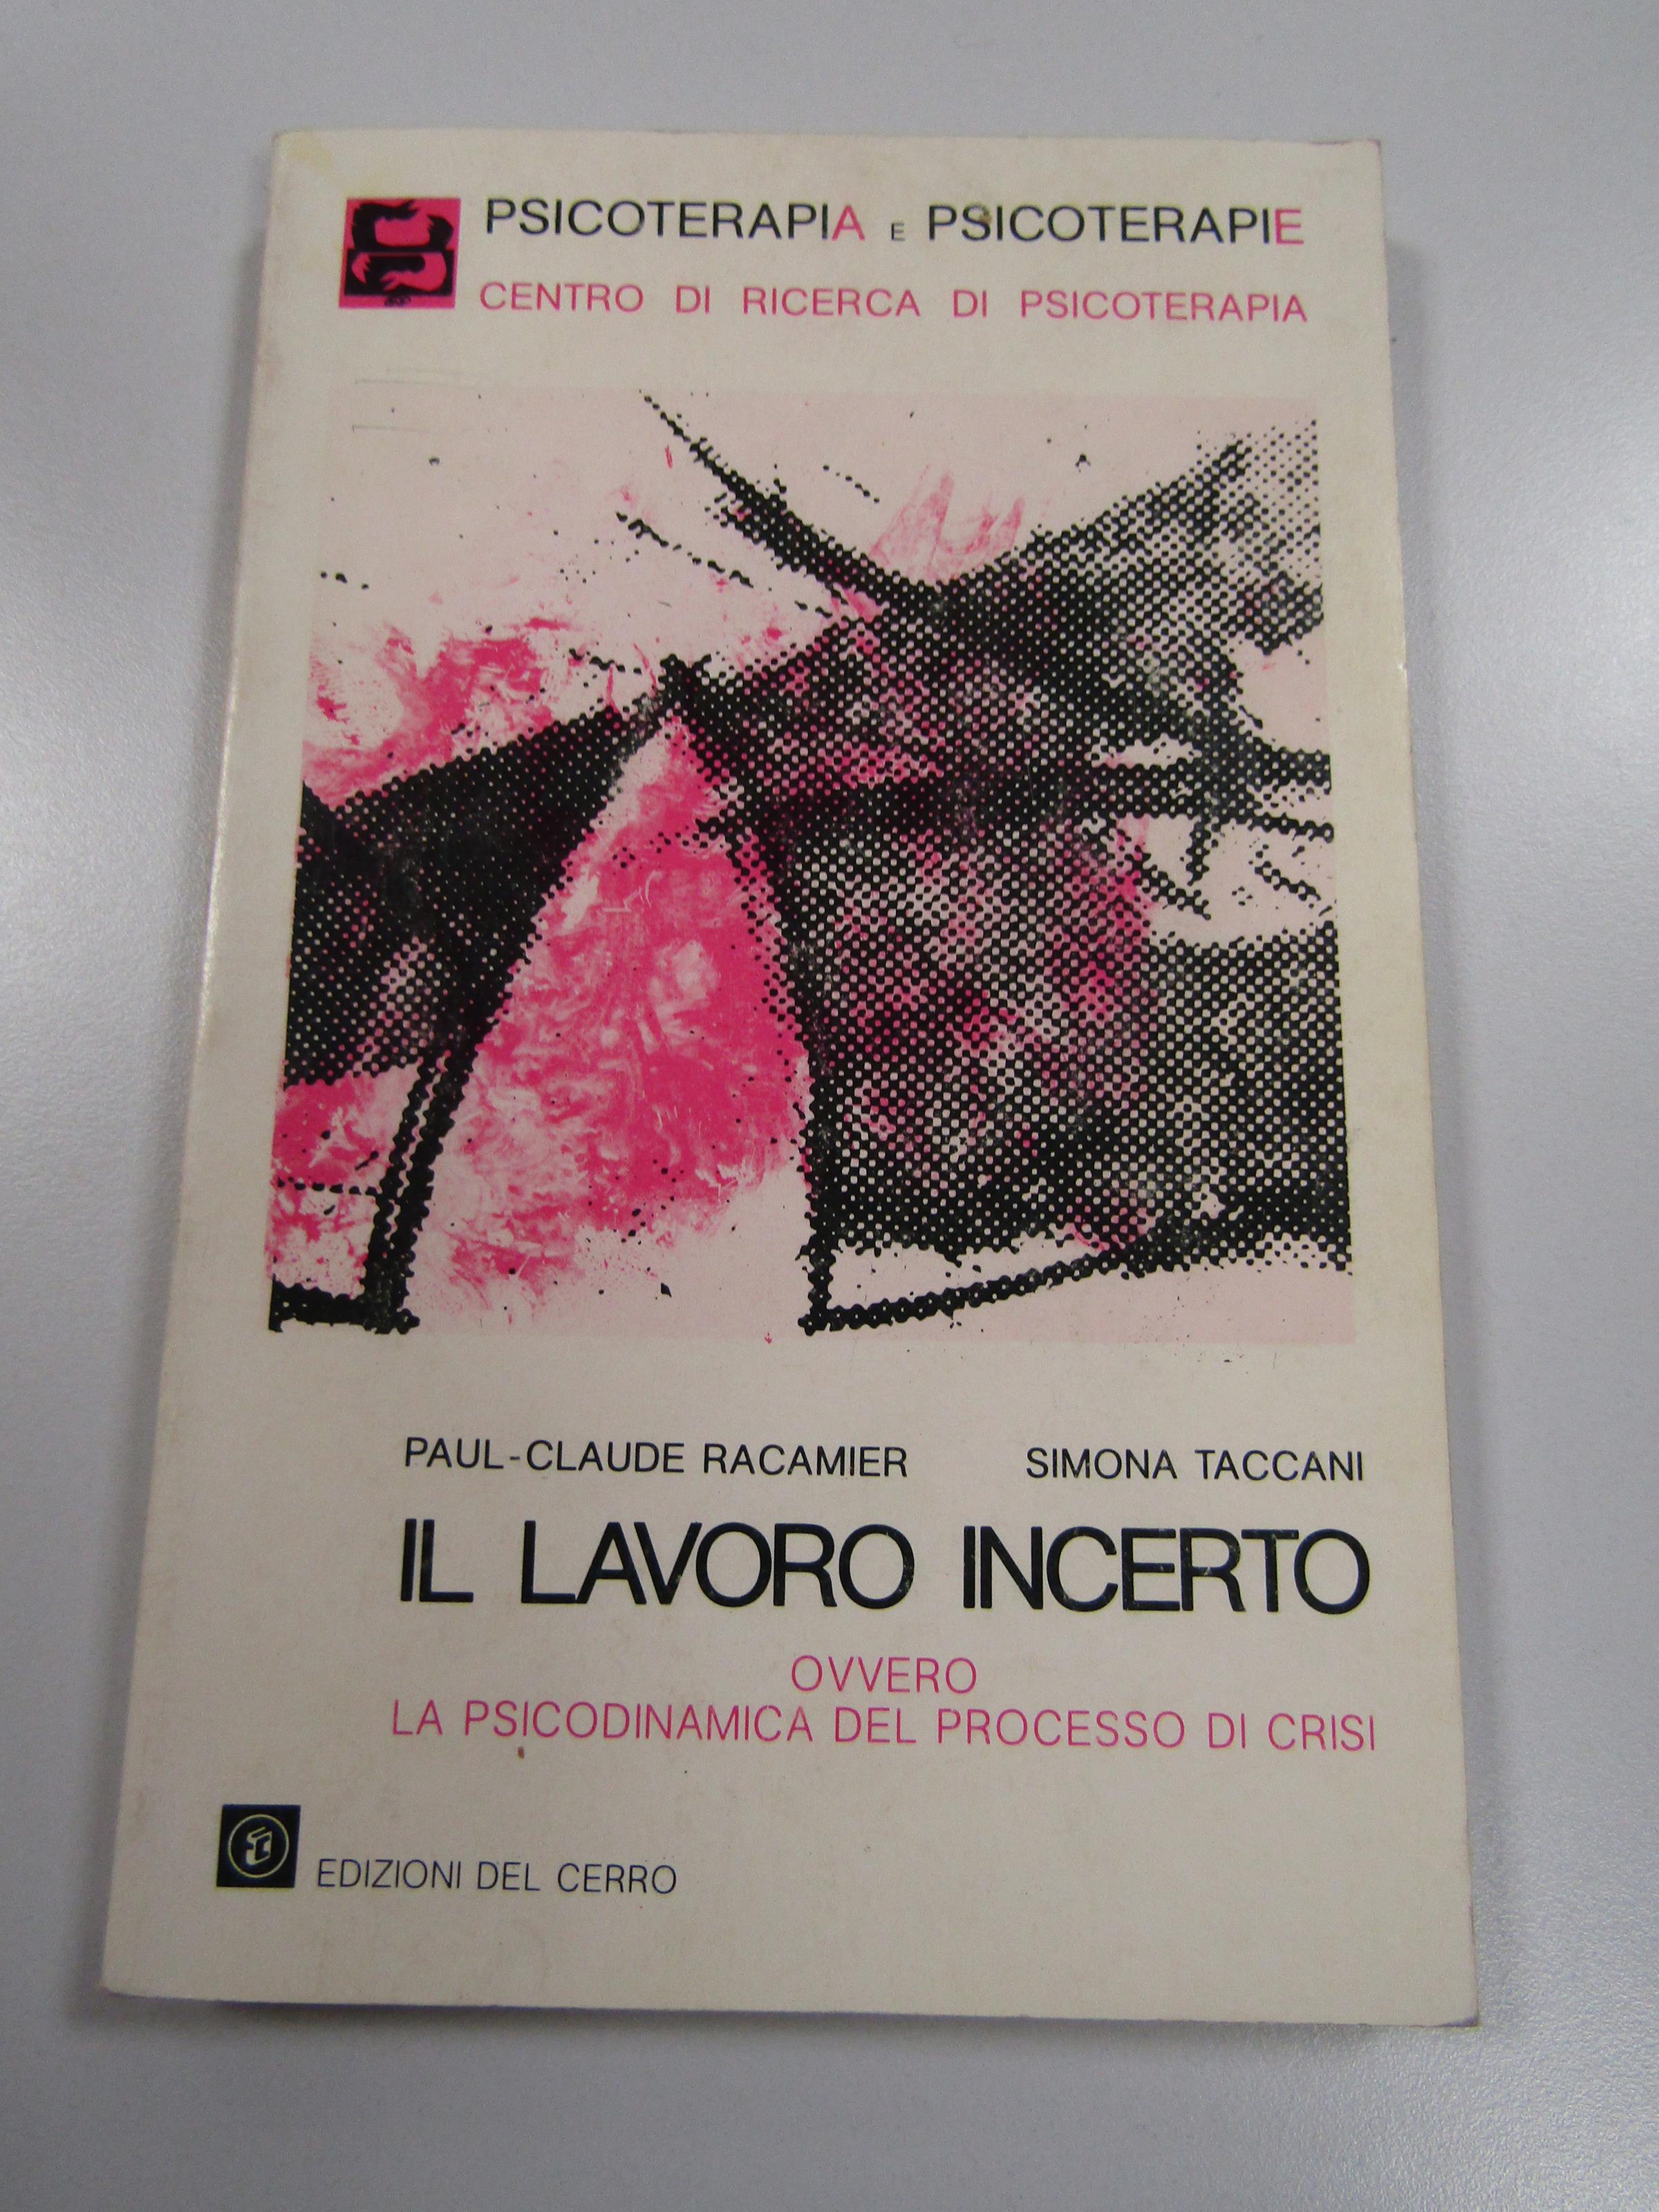 PSICOTERAPIA E PSICOTERAPIE
CENTRO DI RICERCA DI PSICOTERAPIA
PAUL-CLAUDE RACAMIER SIMONA TACCANI
IL LAVORO INCERTO
OVVERO
LA PSICODINAMICA DEL PROCESSO DI CRISI
EDIZIONI DEL CERRO